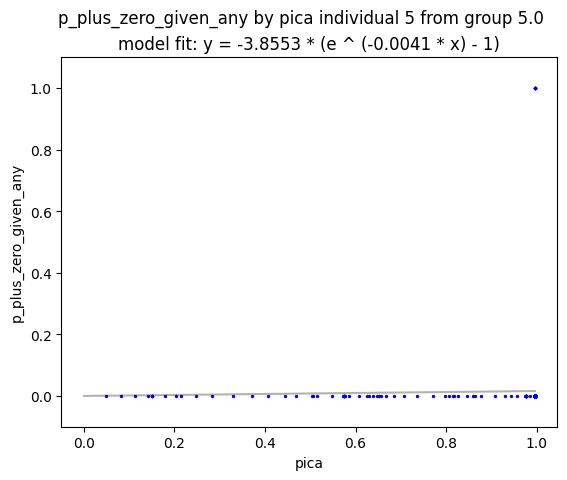 p_plus_zero_given_any by pica individual 5 from group 5.0
model fit: y = -3.8553 * (e ^ (-0.0041 * x) - 1)
1.0
0.8
0.6
0.4
0.2
0.0
p_plus_zero_given_any
0.0 0.2 0.4 0.6 0.8 1.0
pica